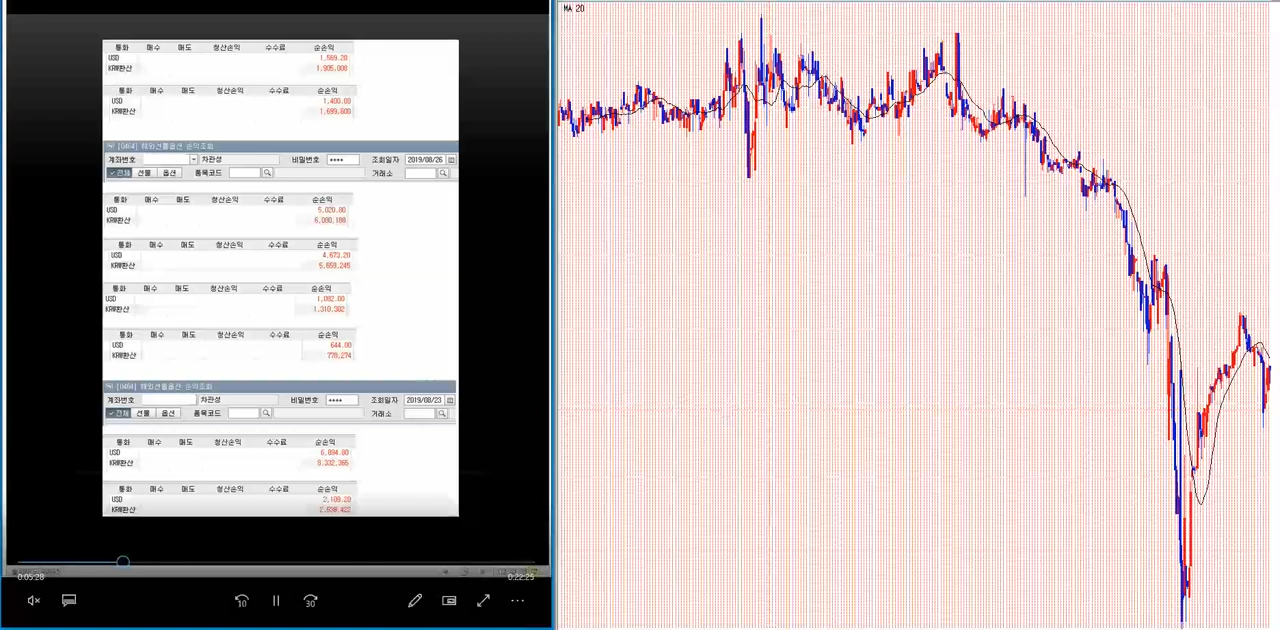 MA 20
통화 매수 매도 청산손익 수수료 순손익
USD 1,569.20
KRW환산 1,905,008
통화 매수 매도 청산손익 수수료 순손익
USD 1,400.00
KRW환산 1,699,600
[0464] 해외선물옵션 손익조회
계좌번호 차관성 비밀번호 **** 조회일자 2019/08/26
전체 선물 옵션 품목코드 거래소
통화 매수 매도 청산손익 수수료 순손익
USD 5,020.80
KRW환산 6,080,188
통화 매수 매도 청산손익 수수료 순손익
USD 4,673.20
KRW환산 5,659,245
통화 매수 매도 청산손익 수수료 순손익
USD 1,082.00
KRW환산 1,310,302
통화 매수 매도 청산손익 수수료 순손익
USD 644.00
KRW환산 778,274
[0464] 해외선물옵션 손익조회
계좌번호 차관성 비밀번호 **** 조회일자 2019/08/23
전체 선물 옵션 품목코드 거래소
통화 매수 매도 청산손익 수수료 순손익
USD 6,894.00
KRW환산 8,332,365
통화 매수 매도 청산손익 수수료 순손익
USD 2,109.20
KRW환산
0:05:28 0:22:25
10 30